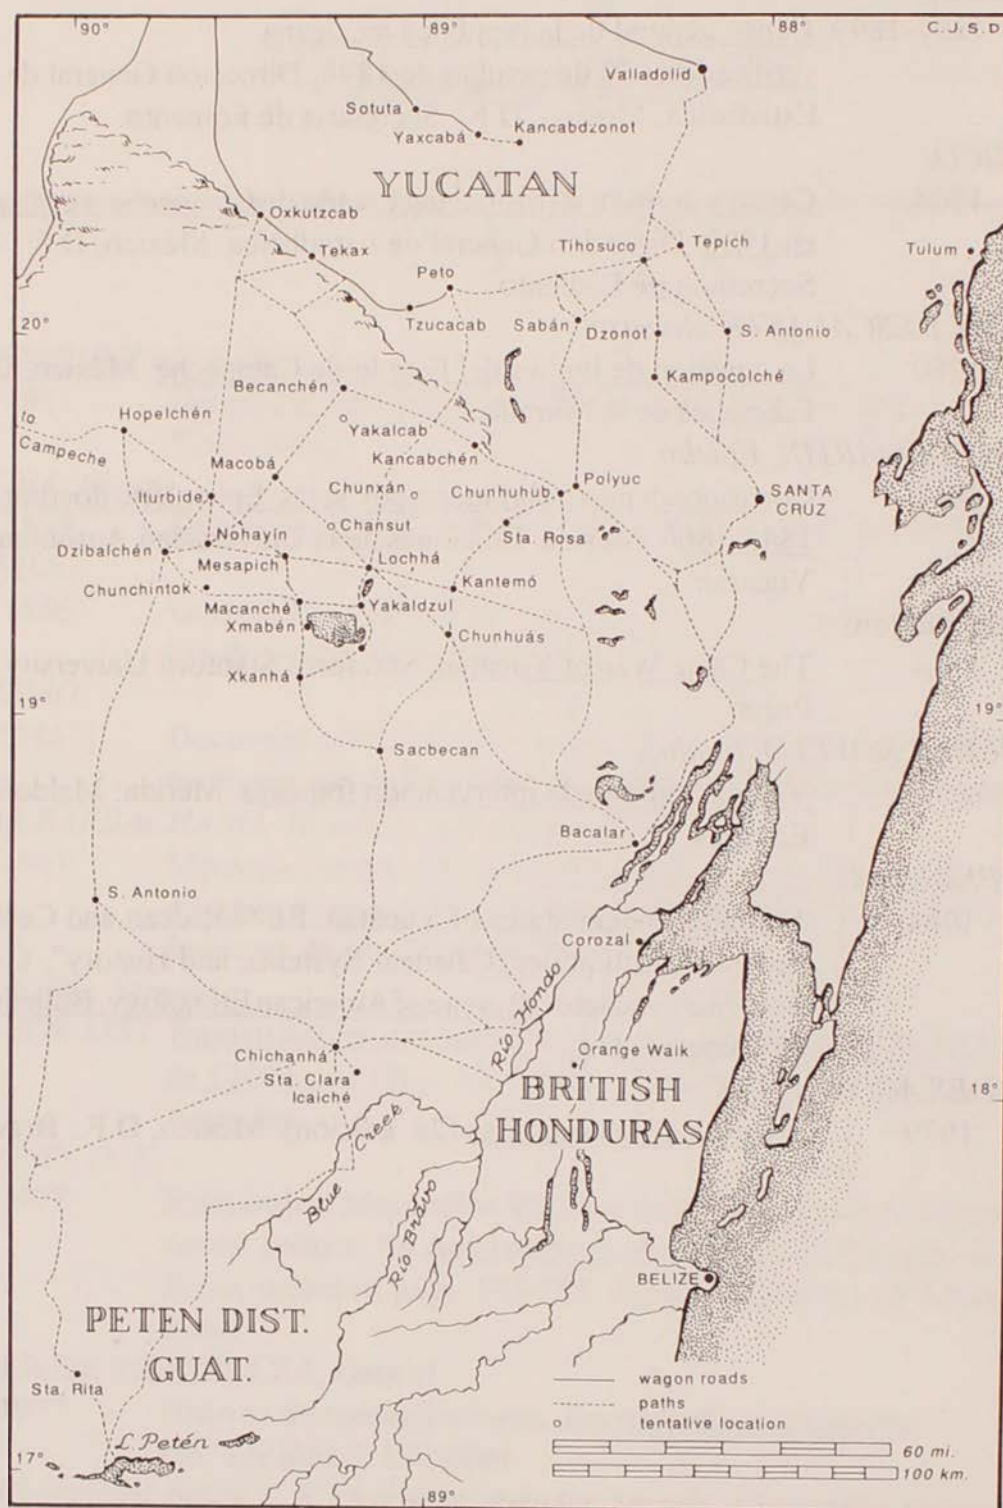 90°
89°
88°
C.J.S.D.
Valladolid
Sotuta
Yaxcabá
Kancabdzonot
YUCATAN
Oxkutzcab
Tekax
Tihosuco
Tepich
Tulum
Peto
Tzucacab
Sabán
Dzonot
S. Antonio
20°
Becanchén
Kampocolché
Hopelchén
to
Campeche
Yakalcab
Kancabchén
Macobá
Iturbide
Chunxán
Chunhuhub
Polyuc
SANTA
CRUZ
Chansut
Sta. Rosa
Nohayín
Dzibalchén
Mesapich
Lochhá
Chunchintok
Kantemó
Macanché
Yakaldzul
Xmabén
Chunhuás
Xkanhá
19°
19°
Sacbecan
Bacalar
S. Antonio
Corozal
Río Hondo
Chichanhá
Orange Walk
Sta. Clara
Icaiché
BRITISH
HONDURAS
18°
Blue Creek
Río Bravo
BELIZE
PETEN DIST.
GUAT.
Sta. Rita
L. Petén
17°
wagon roads
paths
tentative location
60 mi.
100 km.
89°